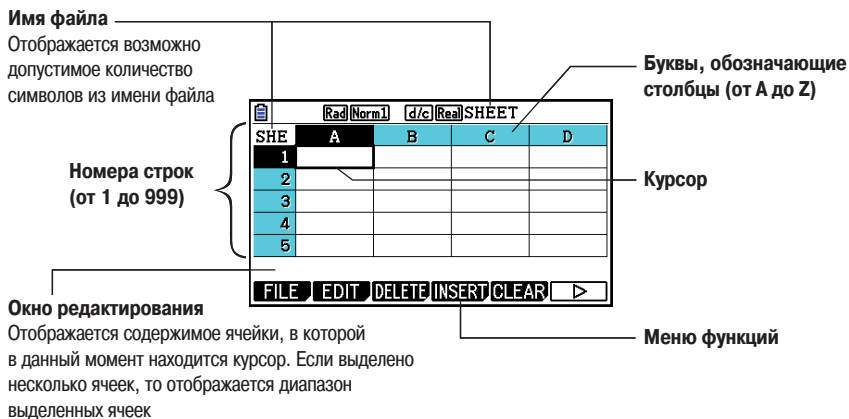 Имя файла
Отображается возможно
допустимое количество
символов из имени файла
Буквы, обозначающие
столбцы (от A до Z)
Rad Norm1 d/c Real SHEET
SHE A B C D
1
2
3
4
5
Номера строк
(от 1 до 999)
Курсор
FILE EDIT DELETE INSERT CLEAR ▷
Окно редактирования
Отображается содержимое ячейки, в которой
в данный момент находится курсор. Если выделено
несколько ячеек, то отображается диапазон
выделенных ячеек
Меню функций